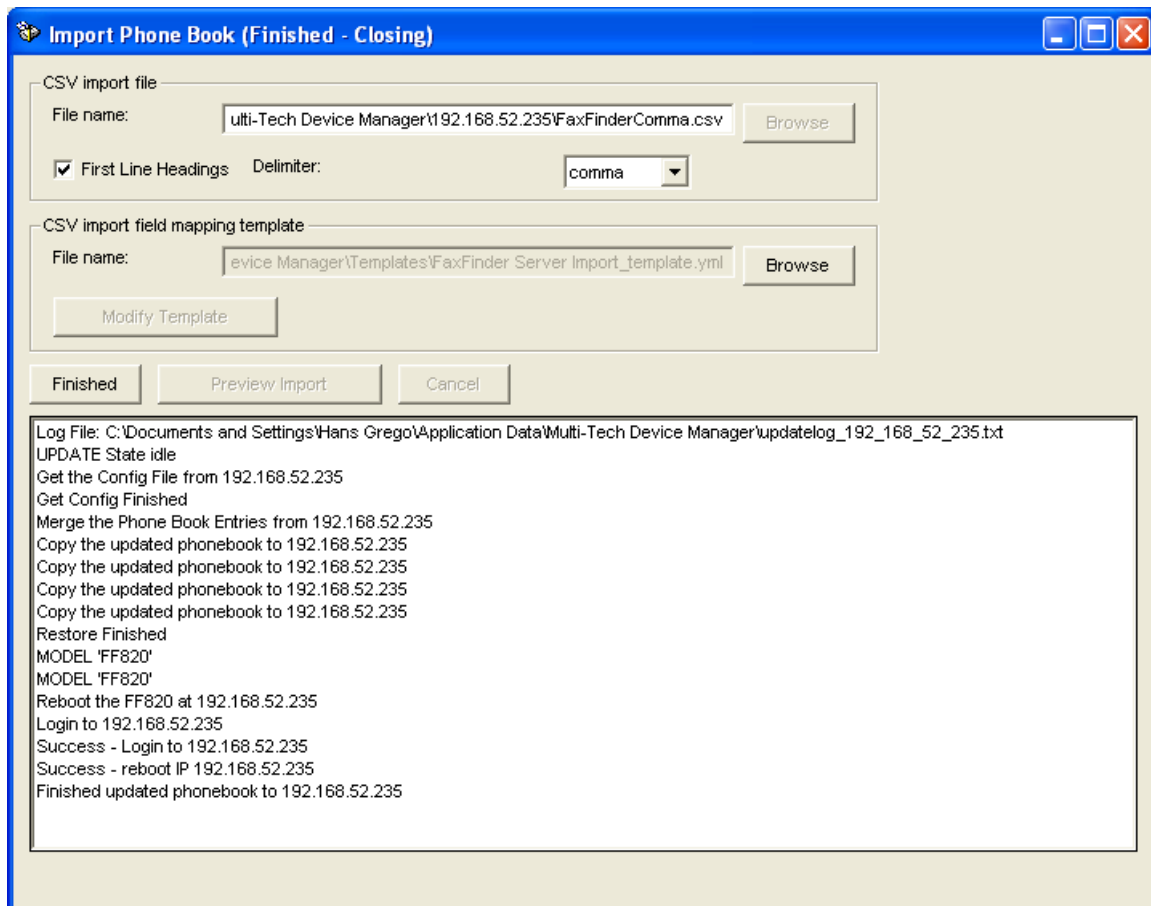 Import Phone Book (Finished - Closing)
CSV import file
File name:
ulti-Tech Device Manager\192.168.52.235\FaxFinderComma.csv
Browse
First Line Headings
Delimiter:
comma
CSV import field mapping template
File name:
evice Manager\Templates\FaxFinder Server Import_template.yml
Browse
Modify Template
Finished
Preview Import
Cancel
Log File: C:\Documents and Settings\Hans Grego\Application Data\Multi-Tech Device Manager\updatelog_192_168_52_235.txt
UPDATE State idle
Get the Config File from 192.168.52.235
Get Config Finished
Merge the Phone Book Entries from 192.168.52.235
Copy the updated phonebook to 192.168.52.235
Copy the updated phonebook to 192.168.52.235
Copy the updated phonebook to 192.168.52.235
Copy the updated phonebook to 192.168.52.235
Restore Finished
MODEL 'FF820'
MODEL 'FF820'
Reboot the FF820 at 192.168.52.235
Login to 192.168.52.235
Success - Login to 192.168.52.235
Success - reboot IP 192.168.52.235
Finished updated phonebook to 192.168.52.235